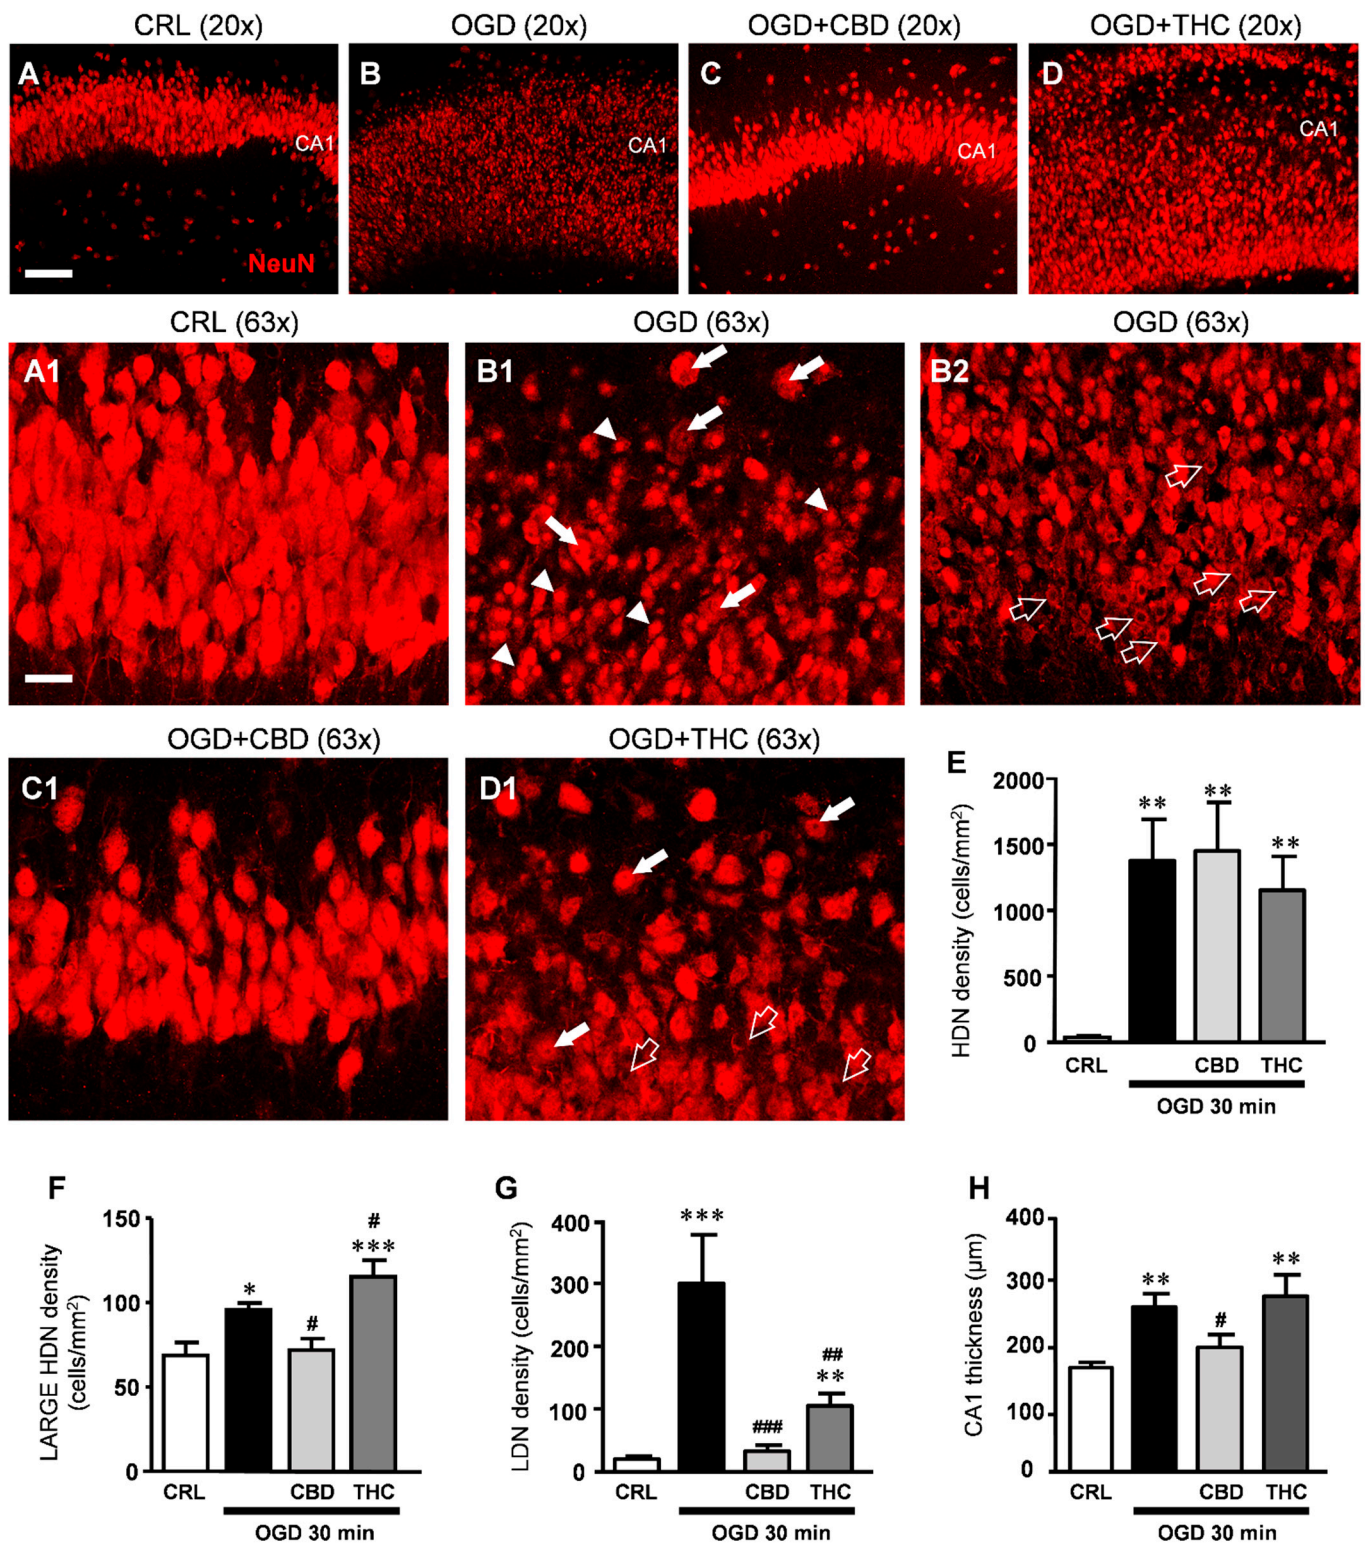 CRL (20x) OGD (20x) OGD+CBD (20x) OGD+THC (20x)
A B C D
CA1 CA1 CA1 CA1
NeuN
CRL (63x) OGD (63x) OGD (63x)
A1 B1 B2
OGD+CBD (63x) OGD+THC (63x)
C1 D1
E
HDN density (cells/mm²)
2000
1500
1000
500
0
** ** **
CRL CBD THC
OGD 30 min
F
LARGE HDN density
(cells/mm²)
150
100
50
0
#
* # ***
CRL CBD THC
OGD 30 min
G
LDN density (cells/mm²)
400
300
200
100
0
***
##
### **
CRL CBD THC
OGD 30 min
H
CA1 thickness (µm)
400
300
200
100
0
** # **
CRL CBD THC
OGD 30 min